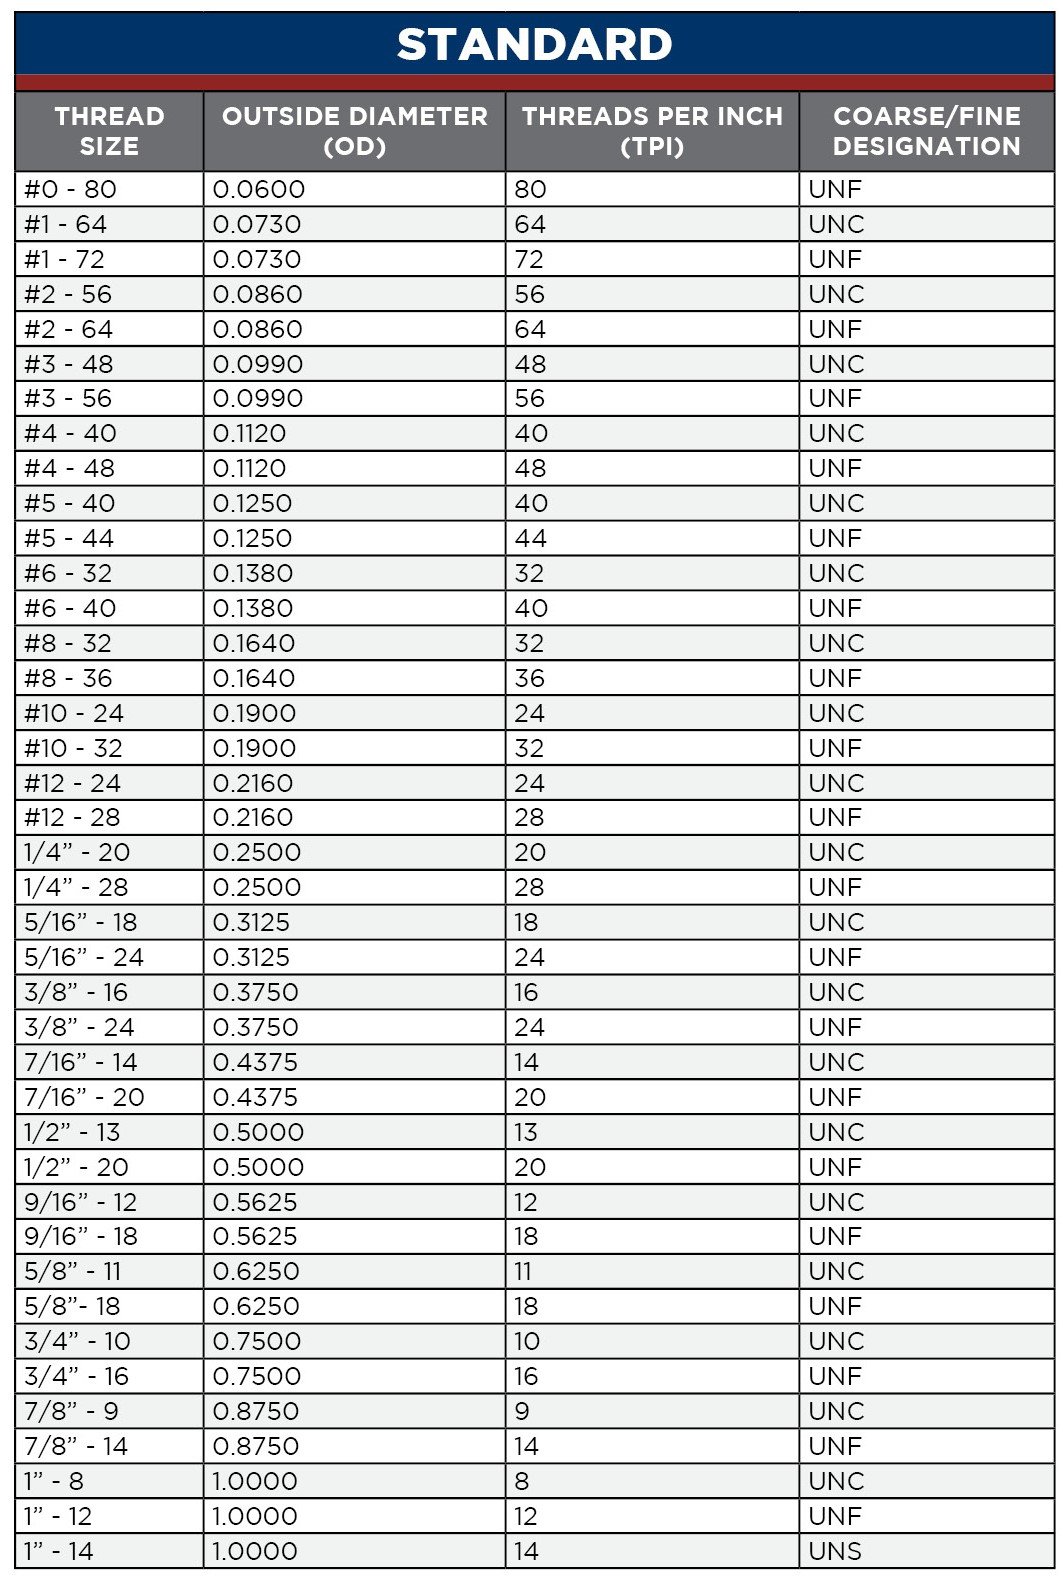 STANDARD
THREAD SIZE OUTSIDE DIAMETER (OD) THREADS PER INCH (TPI) COARSE/FINE DESIGNATION
#0 - 80 0.0600 80 UNF
#1 - 64 0.0730 64 UNC
#1 - 72 0.0730 72 UNF
#2 - 56 0.0860 56 UNC
#2 - 64 0.0860 64 UNF
#3 - 48 0.0990 48 UNC
#3 - 56 0.0990 56 UNF
#4 - 40 0.1120 40 UNC
#4 - 48 0.1120 48 UNF
#5 - 40 0.1250 40 UNC
#5 - 44 0.1250 44 UNF
#6 - 32 0.1380 32 UNC
#6 - 40 0.1380 40 UNF
#8 - 32 0.1640 32 UNC
#8 - 36 0.1640 36 UNF
#10 - 24 0.1900 24 UNC
#10 - 32 0.1900 32 UNF
#12 - 24 0.2160 24 UNC
#12 - 28 0.2160 28 UNF
1/4” - 20 0.2500 20 UNC
1/4” - 28 0.2500 28 UNF
5/16” - 18 0.3125 18 UNC
5/16” - 24 0.3125 24 UNF
3/8” - 16 0.3750 16 UNC
3/8” - 24 0.3750 24 UNF
7/16” - 14 0.4375 14 UNC
7/16” - 20 0.4375 20 UNF
1/2” - 13 0.5000 13 UNC
1/2” - 20 0.5000 20 UNF
9/16” - 12 0.5625 12 UNC
9/16” - 18 0.5625 18 UNF
5/8” - 11 0.6250 11 UNC
5/8”- 18 0.6250 18 UNF
3/4” - 10 0.7500 10 UNC
3/4” - 16 0.7500 16 UNF
7/8” - 9 0.8750 9 UNC
7/8” - 14 0.8750 14 UNF
1” - 8 1.0000 8 UNC
1” - 12 1.0000 12 UNF
1” - 14 1.0000 14 UNS